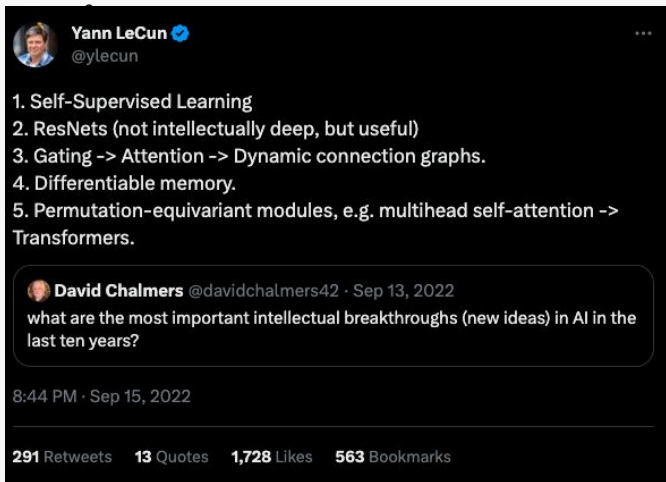 Yann LeCun
@ylecun
1. Self-Supervised Learning
2. ResNets (not intellectually deep, but useful)
3. Gating -> Attention -> Dynamic connection graphs.
4. Differentiable memory.
5. Permutation-equivariant modules, e.g. multihead self-attention ->
Transformers.
David Chalmers @davidchalmers42 · Sep 13, 2022
what are the most important intellectual breakthroughs (new ideas) in AI in the
last ten years?
8:44 PM · Sep 15, 2022
291 Retweets 13 Quotes 1,728 Likes 563 Bookmarks